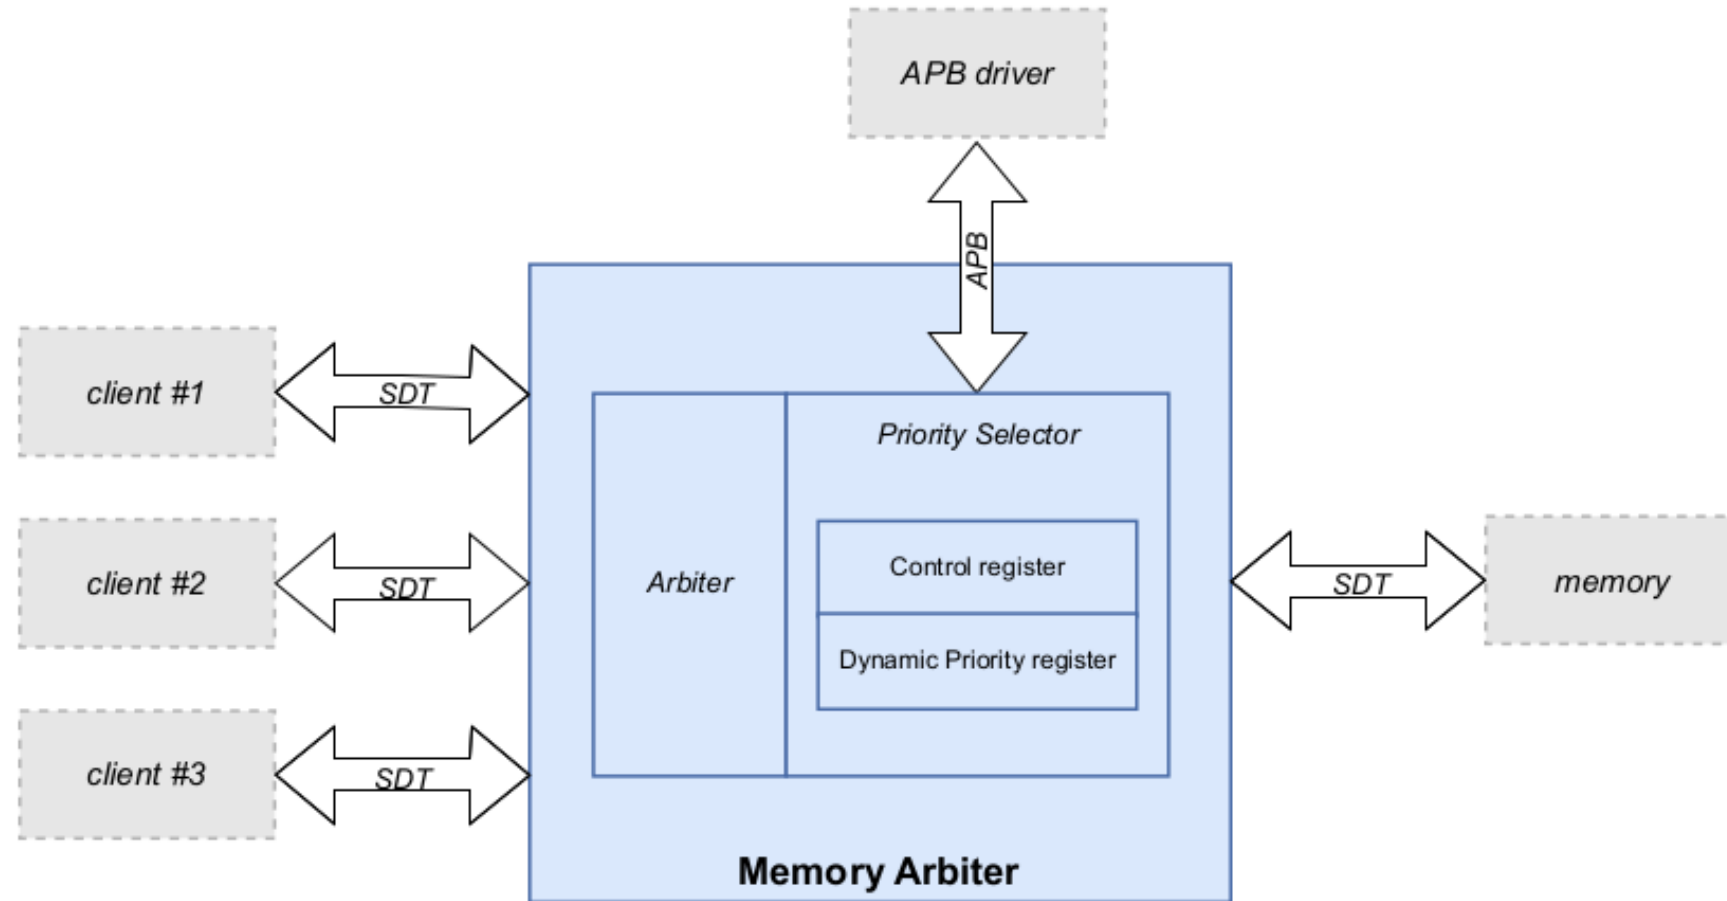 APB driver
APB
client #1
SDT
Priority Selector
client #2
SDT
Arbiter
Control register
Dynamic Priority register
SDT
memory
client #3
SDT
Memory Arbiter